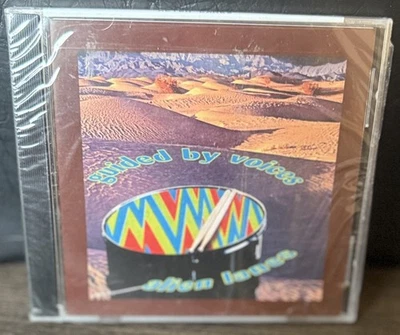 guided by voices
alien lanes